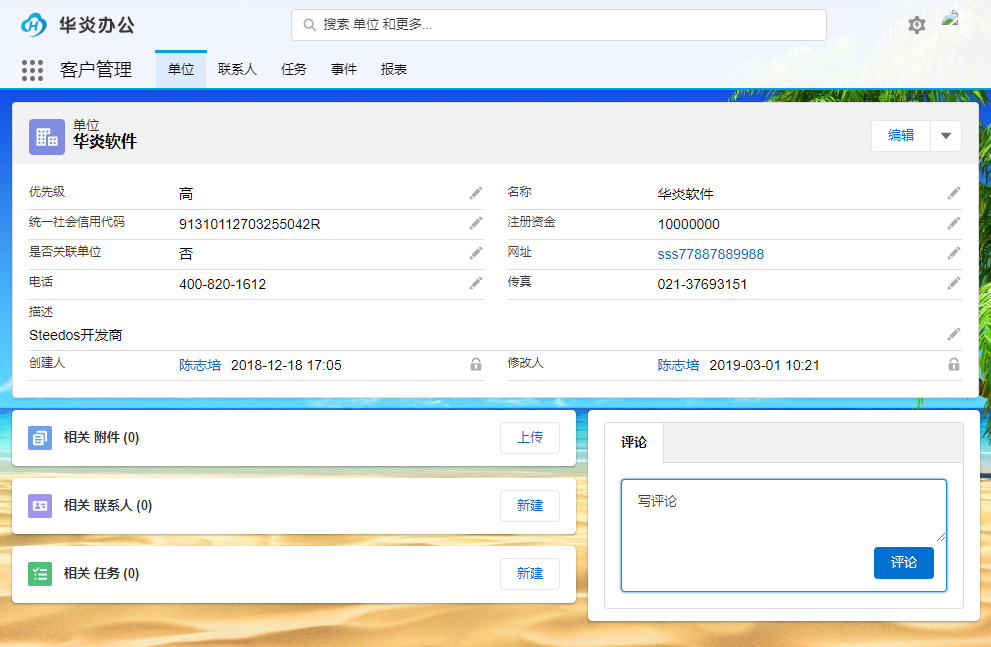 华炎办公
搜索 单位 和更多...
客户管理 单位 联系人 任务 事件 报表
单位
华炎软件
编辑
优先级 高 名称 华炎软件
统一社会信用代码 91310112703255042R 注册资金 10000000
是否关联单位 否 网址 sss77887889988
电话 400-820-1612 传真 021-37693151
描述
Steedos开发商
创建人 陈志培 2018-12-18 17:05 修改人 陈志培 2019-03-01 10:21
相关 附件 (0) 上传
相关 联系人 (0) 新建
相关 任务 (0) 新建
评论
写评论
评论